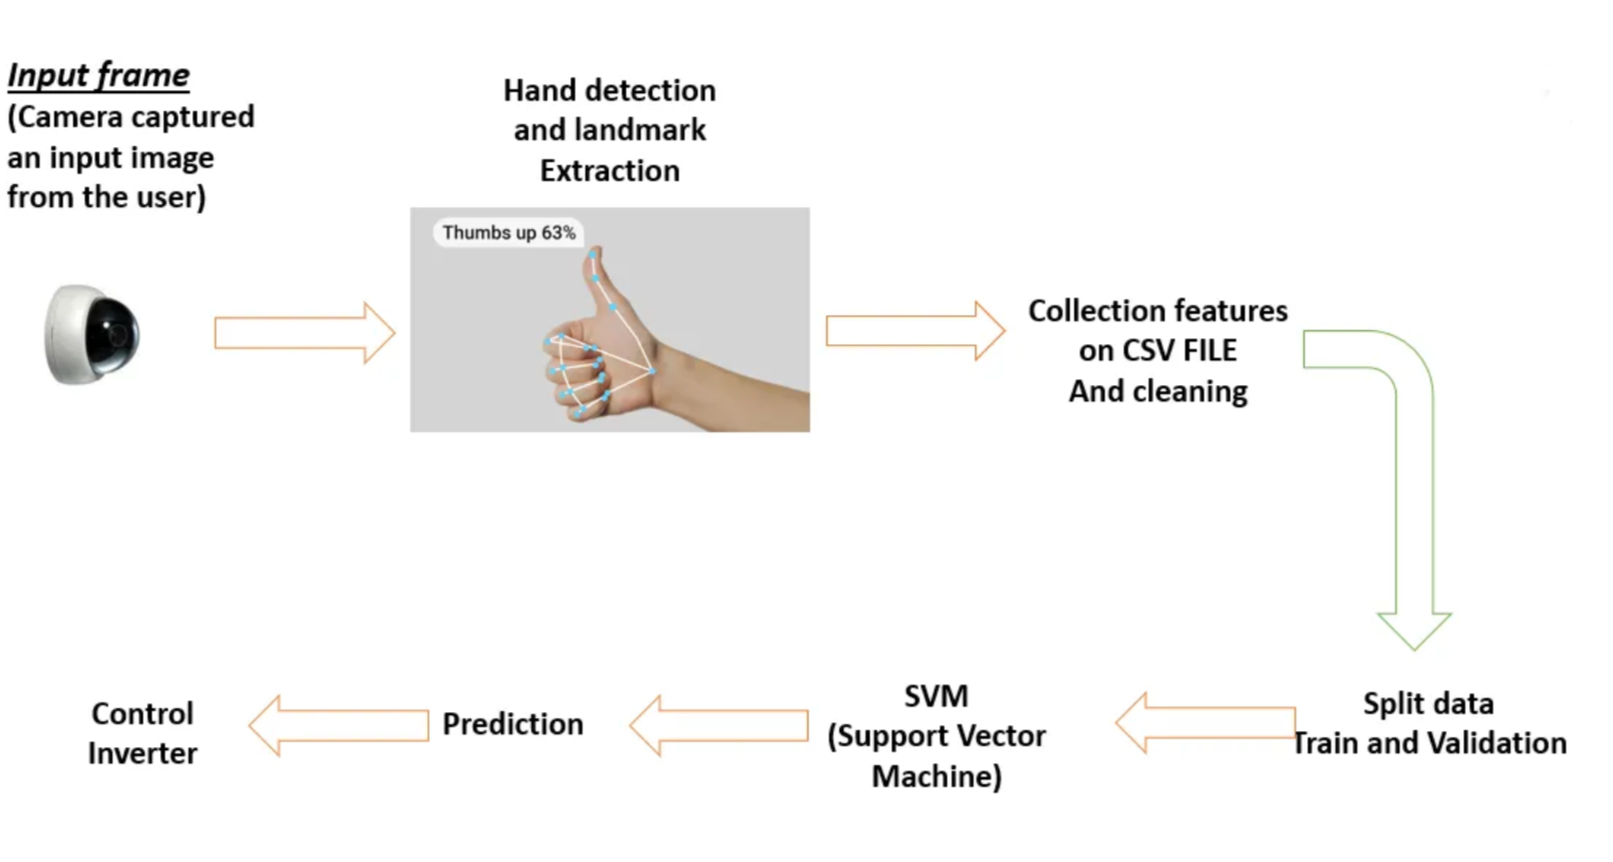 Input frame
(Camera captured
an input image
from the user)
Hand detection
and landmark
Extraction
Thumbs up 63%
Collection features
on CSV FILE
And cleaning
Split data
Train and Validation
SVM
(Support Vector
Machine)
Prediction
Control
Inverter